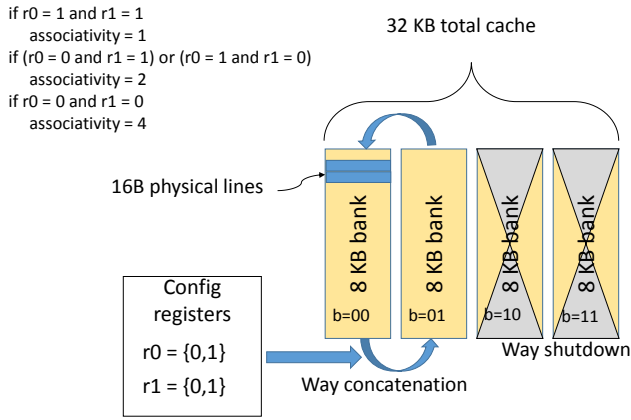 if r0 = 1 and r1 = 1
associativity = 1
if (r0 = 0 and r1 = 1) or (r0 = 1 and r1 = 0)
associativity = 2
if r0 = 0 and r1 = 0
associativity = 4
32 KB total cache
16B physical lines
8 KB bank
b=00
8 KB bank
b=01
8 KB bank
b=10
8 KB bank
b=11
Config
registers
r0 = {0,1}
r1 = {0,1}
Way concatenation
Way shutdown